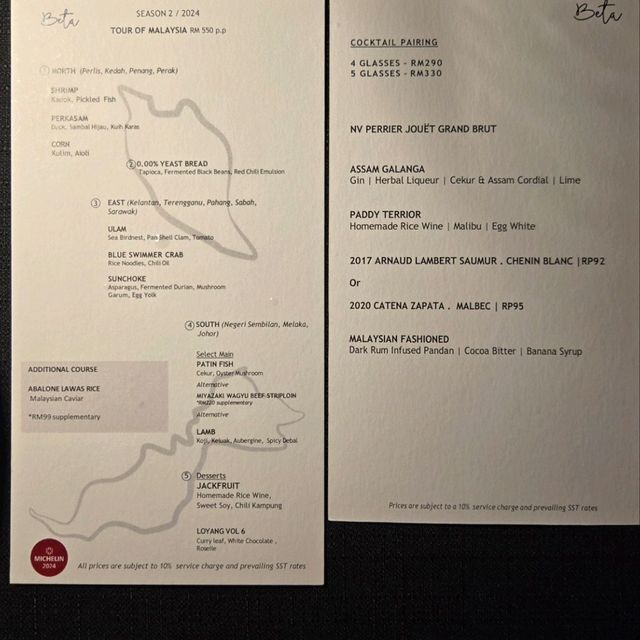 Beta
SEASON 2 / 2024
TOUR OF MALAYSIA RM 550 p.p
① NORTH (Perlis, Kedah, Penang, Perak)
SHRIMP
Kadok, Pickled Fish
PERKASAM
Duck, Sambal Hijau, Kuih Karas
CORN
Kulim, Aioli
② 0.00% YEAST BREAD
Tapioca, Fermented Black Beans, Red Chili Emulsion
③ EAST (Kelantan, Terengganu, Pahang, Sabah,
Sarawak)
ULAM
Sea Birdnest, Pan Shell Clam, Tomato
BLUE SWIMMER CRAB
Rice Noodles, Chili Oil
SUNCHOKE
Asparagus, Fermented Durian, Mushroom
Garum, Egg Yolk
④ SOUTH (Negeri Sembilan, Melaka,
Johor)
Select Main
PATIN FISH
Cekur, Oyster Mushroom
Alternative
MIYAZAKI WAGYU BEEF STRIPLOIN
*RM220 supplementary
Alternative
LAMB
Koji, Keluak, Aubergine, Spicy Debal
ADDITIONAL COURSE
ABALONE LAWAS RICE
Malaysian Caviar
*RM99 supplementary
⑤ Desserts
JACKFRUIT
Homemade Rice Wine,
Sweet Soy, Chili Kampung
LOYANG VOL 6
Curry leaf, White Chocolate ,
Roselle
MICHELIN
2024
All prices are subject to 10% service charge and prevailing SST rates
Beta
COCKTAIL PAIRING
4 GLASSES - RM290
5 GLASSES - RM330
NV PERRIER JOUËT GRAND BRUT
ASSAM GALANGA
Gin | Herbal Liqueur | Cekur & Assam Cordial | Lime
PADDY TERRIOR
Homemade Rice Wine | Malibu | Egg White
2017 ARNAUD LAMBERT SAUMUR . CHENIN BLANC |RP92
Or
2020 CATENA ZAPATA . MALBEC | RP95
MALAYSIAN FASHIONED
Dark Rum Infused Pandan | Cocoa Bitter | Banana Syrup
Prices are subject to a 10% service charge and prevailing SST rates